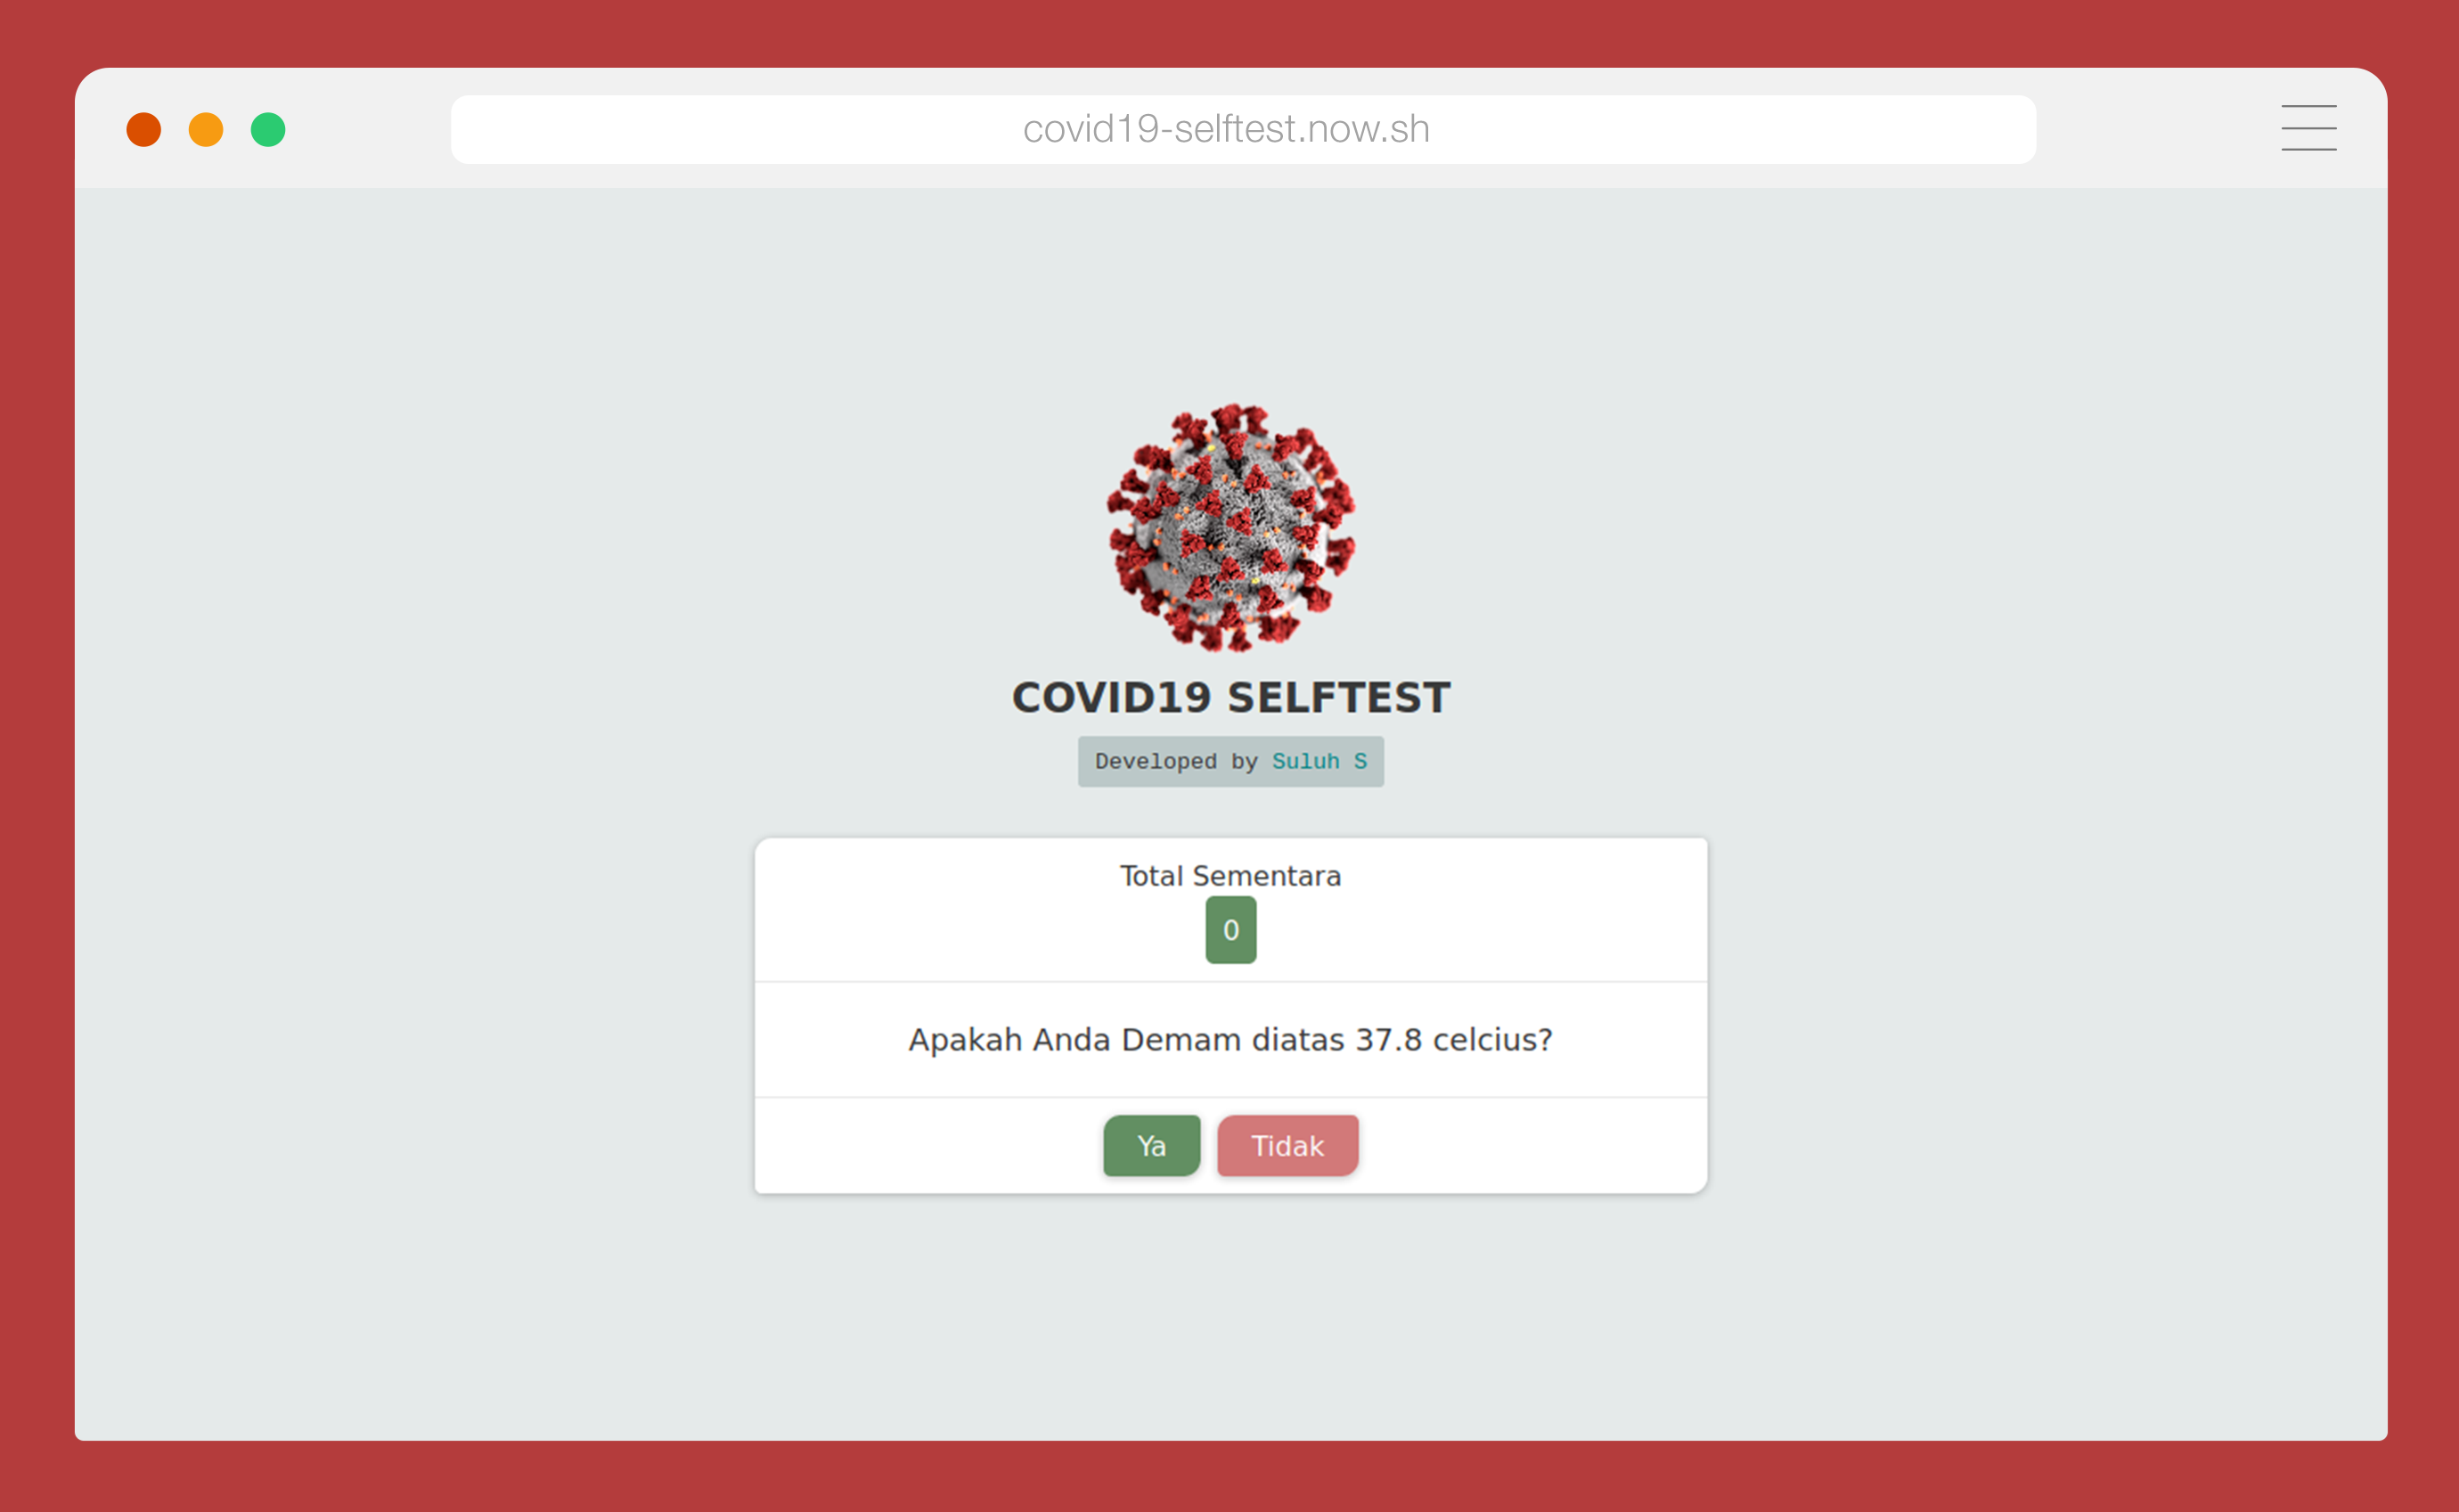 covid19-selftest.now.sh
COVID19 SELFTEST
Developed by Suluh S
Total Sementara
0
Apakah Anda Demam diatas 37.8 celcius?
Ya Tidak